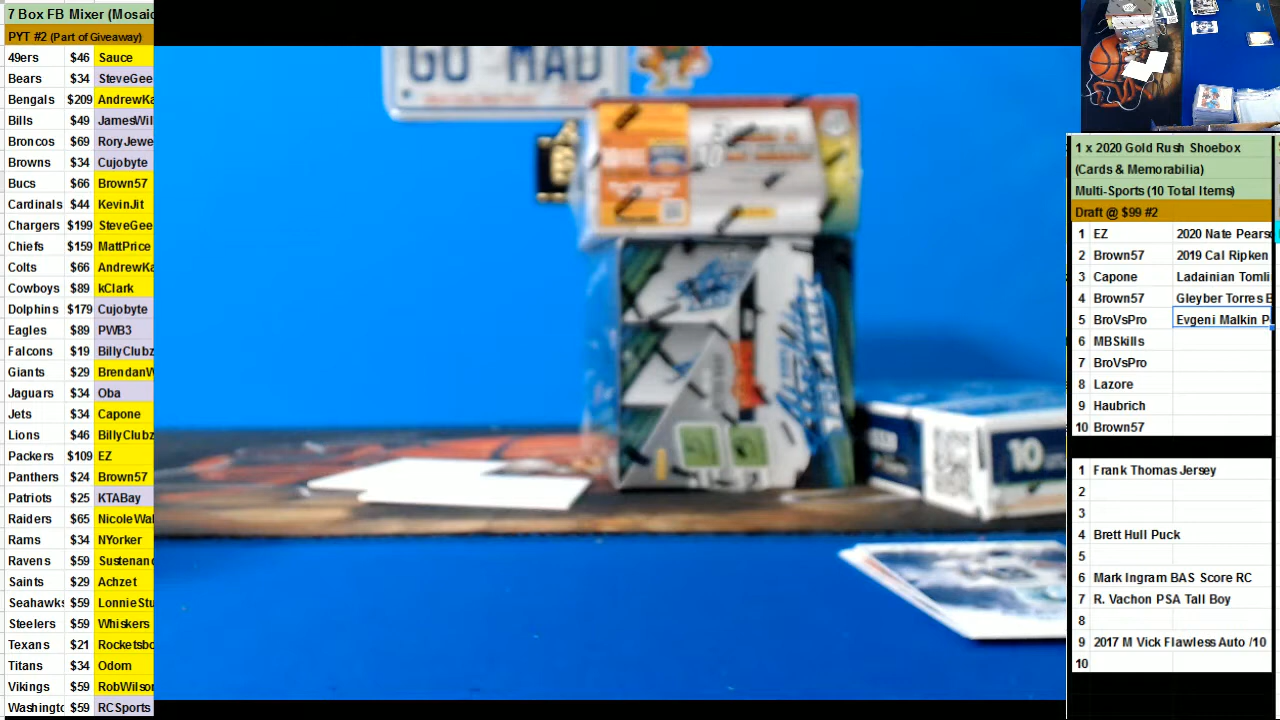 7 Box FB Mixer (Mosaic
PYT #2 (Part of Giveaway)
49ers $46 Sauce
Bears $34 SteveGee
Bengals $209 AndrewKa
Bills $49 JamesWil
Broncos $69 RoryJewe
Browns $34 Cujobyte
Bucs $66 Brown57
Cardinals $44 KevinJit
Chargers $199 SteveGee
Chiefs $159 MattPrice
Colts $66 AndrewKa
Cowboys $89 kClark
Dolphins $179 Cujobyte
Eagles $89 PWB3
Falcons $19 BillyClubz
Giants $29 BrendanW
Jaguars $34 Oba
Jets $34 Capone
Lions $46 BillyClubz
Packers $109 EZ
Panthers $24 Brown57
Patriots $25 KTABay
Raiders $65 NicoleWal
Rams $34 NYorker
Ravens $59 Sustenanc
Saints $29 Achzet
Seahawks $59 LonnieStu
Steelers $59 Whiskers
Texans $21 Rocketsbo
Titans $34 Odom
Vikings $59 RobWilson
Washingto $59 RCSports
GO MAD
10
1 x 2020 Gold Rush Shoebox
(Cards & Memorabilia)
Multi-Sports (10 Total Items)
Draft @ $99 #2
1 EZ 2020 Nate Pearso
2 Brown57 2019 Cal Ripken
3 Capone Ladainian Tomli
4 Brown57 Gleyber Torres B
5 BroVsPro Evgeni Malkin P
6 MBSkills
7 BroVsPro
8 Lazore
9 Haubrich
10 Brown57
1 Frank Thomas Jersey
2
3
4 Brett Hull Puck
5
6 Mark Ingram BAS Score RC
7 R. Vachon PSA Tall Boy
8
9 2017 M Vick Flawless Auto /10
10